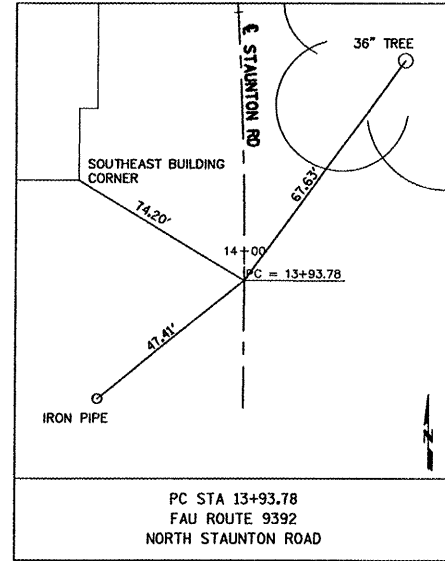 36" TREE
℄ STAUNTON RD
SOUTHEAST BUILDING
CORNER
67.63'
74.20'
14+00
PC = 13+93.78
47.41'
IRON PIPE
N
PC STA 13+93.78
FAU ROUTE 9392
NORTH STAUNTON ROAD